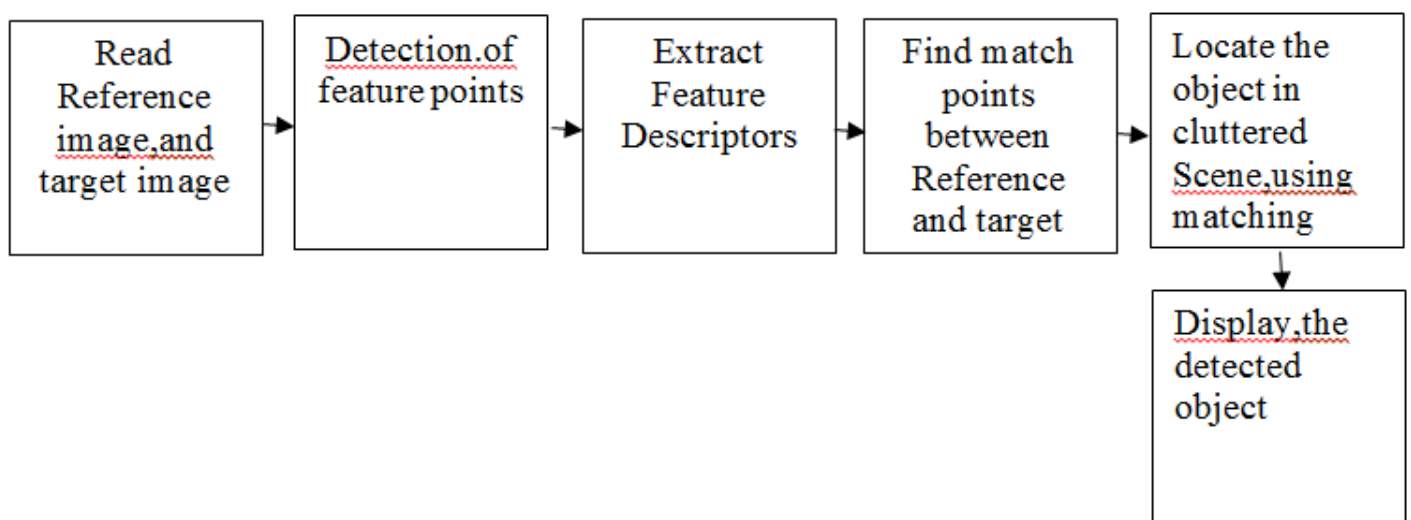 Read
Reference
image,and
target image
Detection.of
feature points
Extract
Feature
Descriptors
Find match
points
between
Reference
and target
Locate the
object in
cluttered
Scene,using
matching
Display,the
detected
object